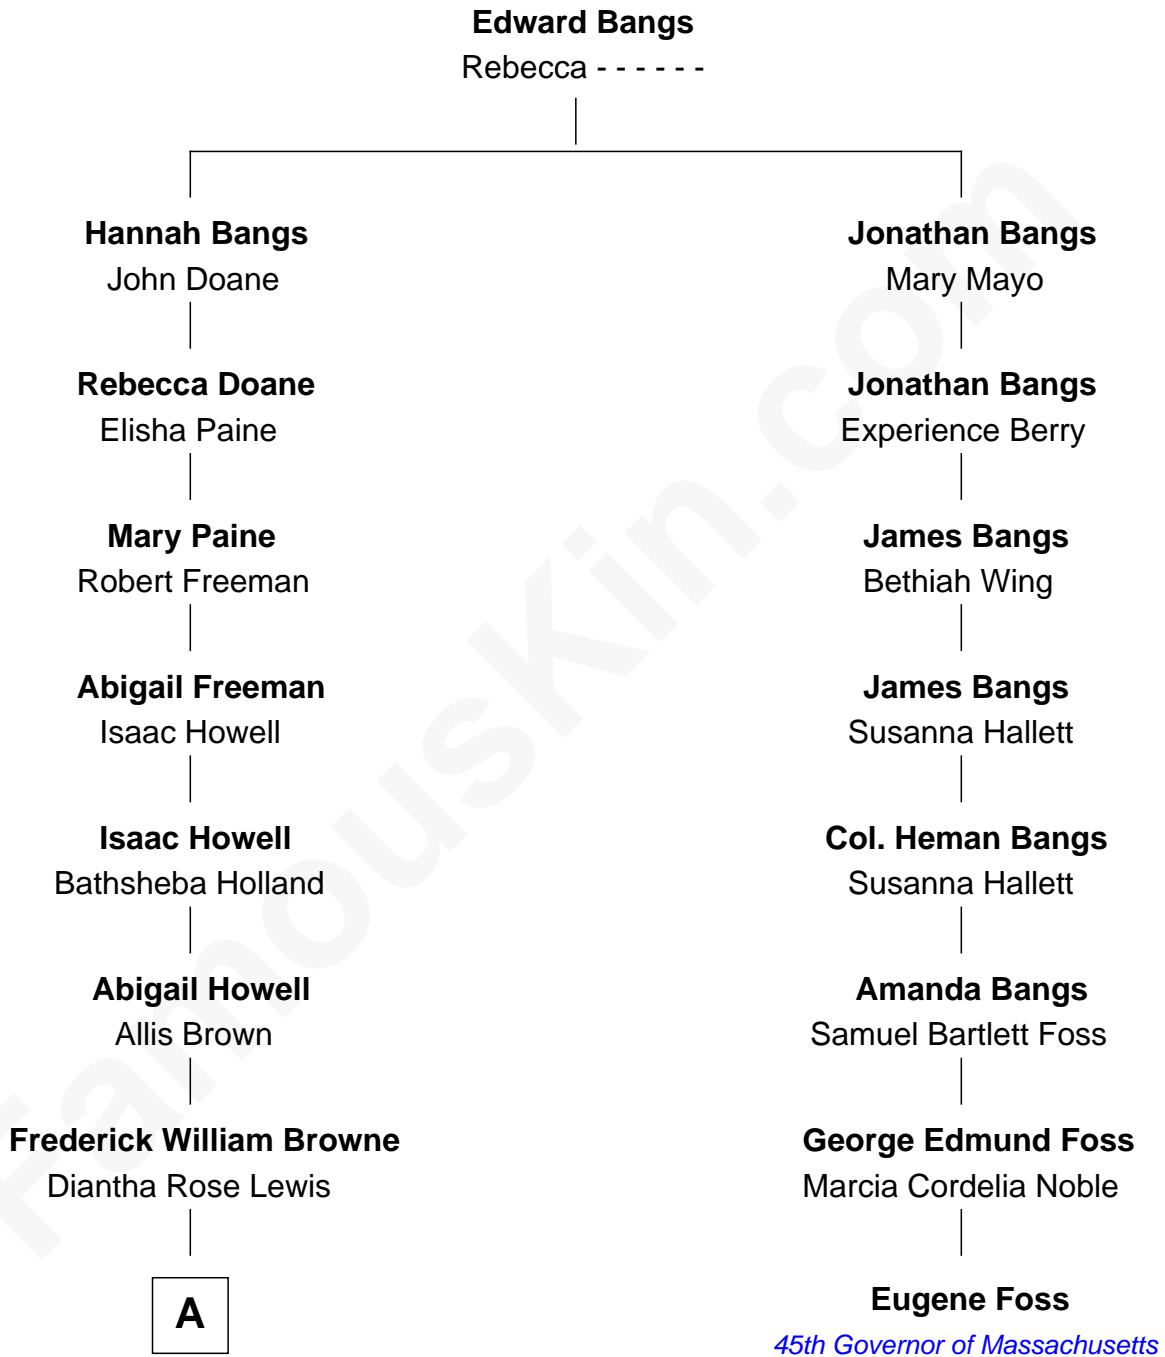 Edward Bangs
Rebecca - - - - - -
Hannah Bangs
John Doane
Rebecca Doane
Elisha Paine
Mary Paine
Robert Freeman
Abigail Freeman
Isaac Howell
Isaac Howell
Bathsheba Holland
Abigail Howell
Allis Brown
Frederick William Browne
Diantha Rose Lewis
A
Jonathan Bangs
Mary Mayo
Jonathan Bangs
Experience Berry
James Bangs
Bethiah Wing
James Bangs
Susanna Hallett
Col. Heman Bangs
Susanna Hallett
Amanda Bangs
Samuel Bartlett Foss
George Edmund Foss
Marcia Cordelia Noble
Eugene Foss
45th Governor of Massachusetts
FamousKin.com